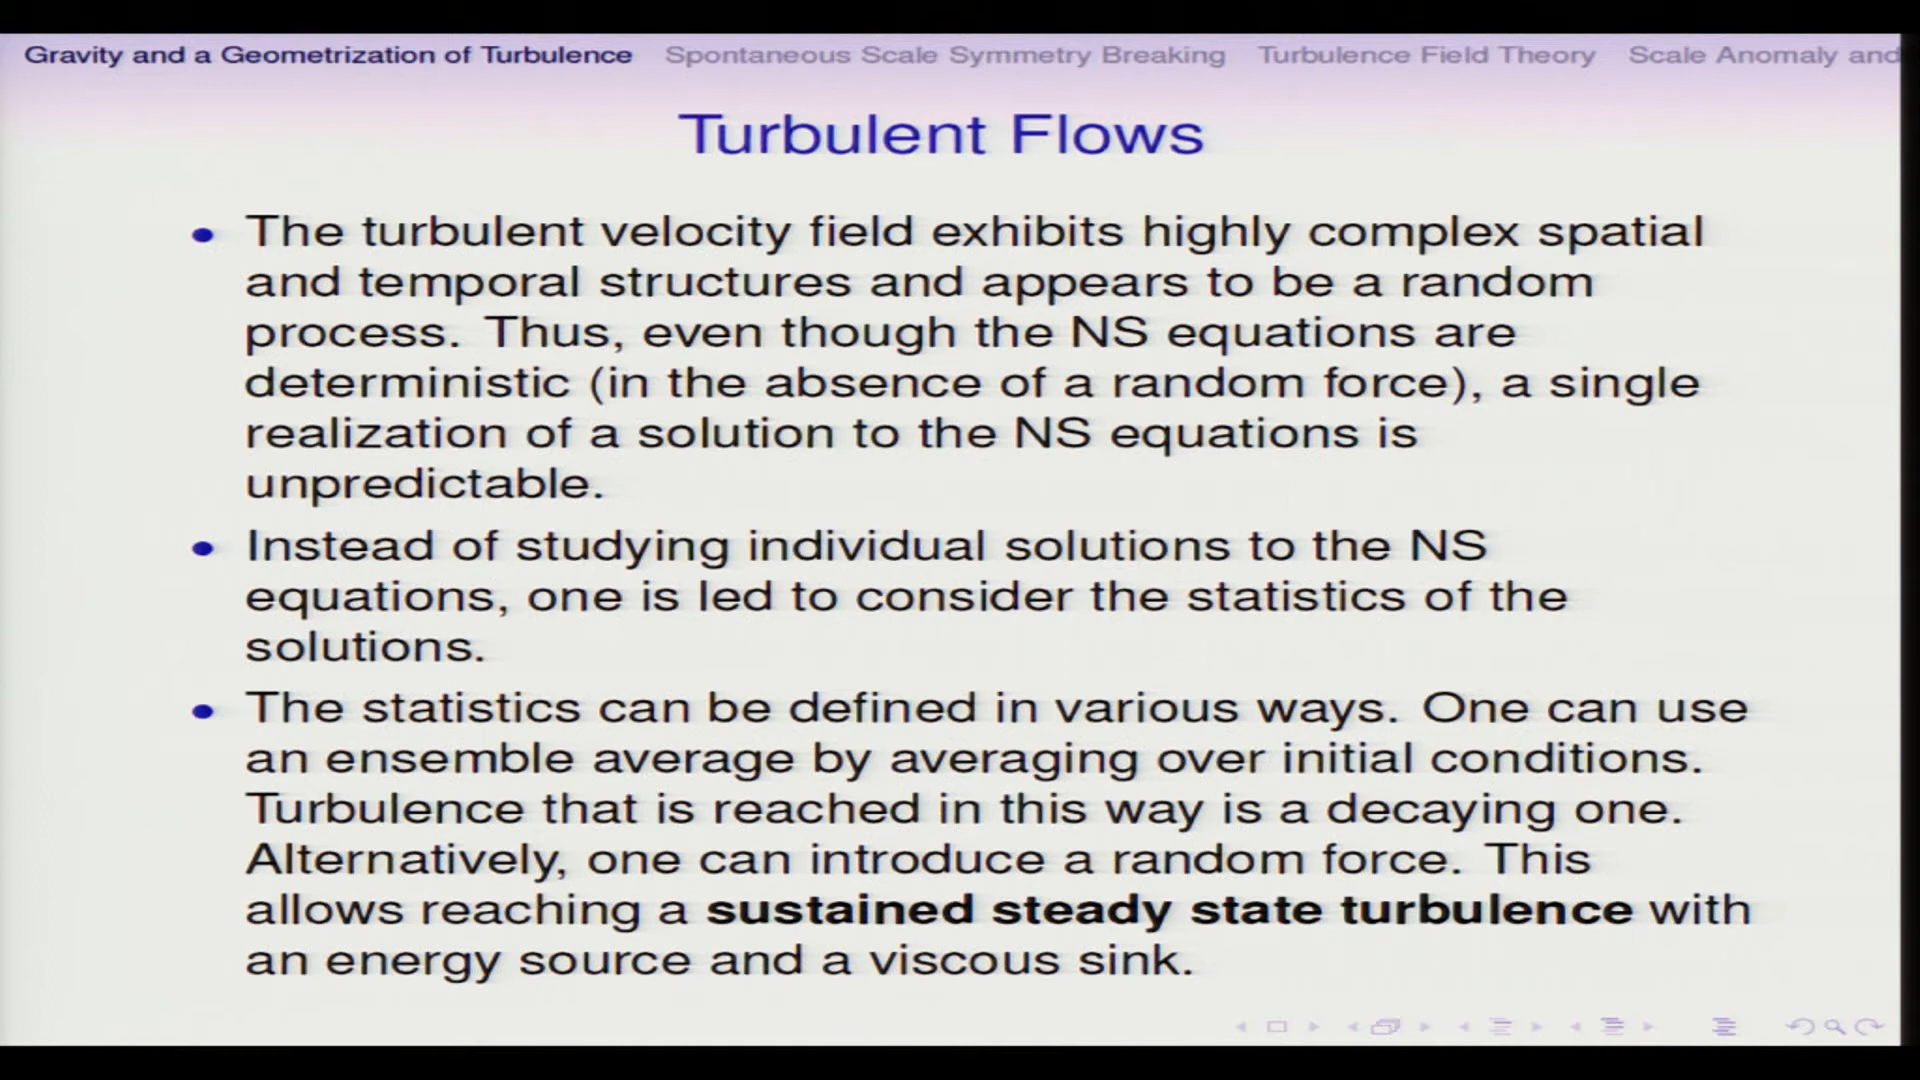 Gravity and a Geometrization of Turbulence Spontaneous Scale Symmetry Breaking Turbulence Field Theory Scale Anomaly and
Turbulent Flows
• The turbulent velocity field exhibits highly complex spatial
and temporal structures and appears to be a random
process. Thus, even though the NS equations are
deterministic (in the absence of a random force), a single
realization of a solution to the NS equations is
unpredictable.
• Instead of studying individual solutions to the NS
equations, one is led to consider the statistics of the
solutions.
• The statistics can be defined in various ways. One can use
an ensemble average by averaging over initial conditions.
Turbulence that is reached in this way is a decaying one.
Alternatively, one can introduce a random force. This
allows reaching a sustained steady state turbulence with
an energy source and a viscous sink.